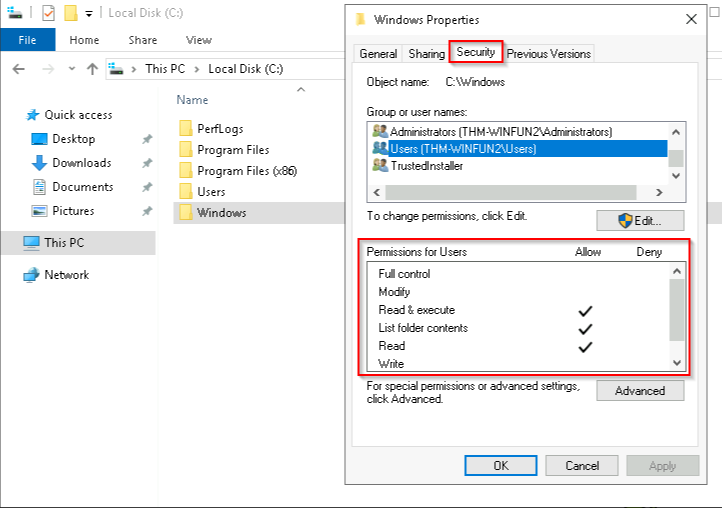 Local Disk (C:)
File Home Share View
This PC Local Disk (C:)
Quick access
Desktop
Downloads
Documents
Pictures
This PC
Network
Name
PerfLogs
Program Files
Program Files (x86)
Users
Windows
Windows Properties
General Sharing Security Previous Versions
Object name: C:\Windows
Group or user names:
Administrators (THM-WINFUN2\Administrators)
Users (THM-WINFUN2\Users)
TrustedInstaller
To change permissions, click Edit.
Edit...
Permissions for Users Allow Deny
Full control
Modify
Read & execute
List folder contents
Read
Write
For special permissions or advanced settings,
click Advanced.
Advanced
OK Cancel Apply